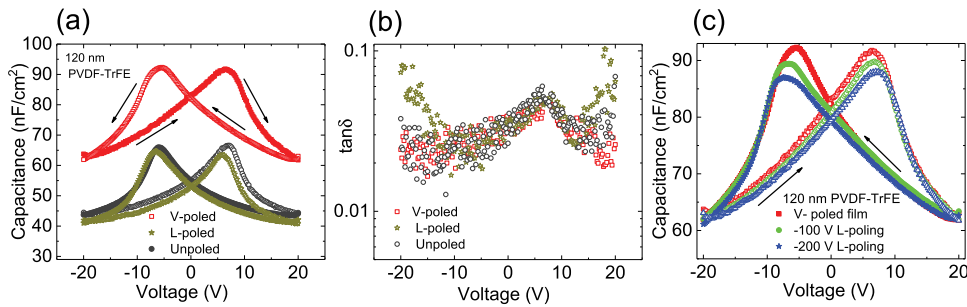 (a)
Capacitance (nF/cm²)
100
90
80
70
60
50
40
30
120 nm
PVDF-TrFE
V-poled
L-poled
Unpoled
-20 -10 0 10 20
Voltage (V)
(b)
tanδ
0.1
0.01
V-poled
L-poled
Unpoled
-20 -10 0 10 20
Voltage (V)
(c)
Capacitance (nF/cm²)
90
80
70
60
120 nm PVDF-TrFE
V- poled film
-100 V L-poling
-200 V L-poling
-20 -10 0 10 20
Voltage (V)